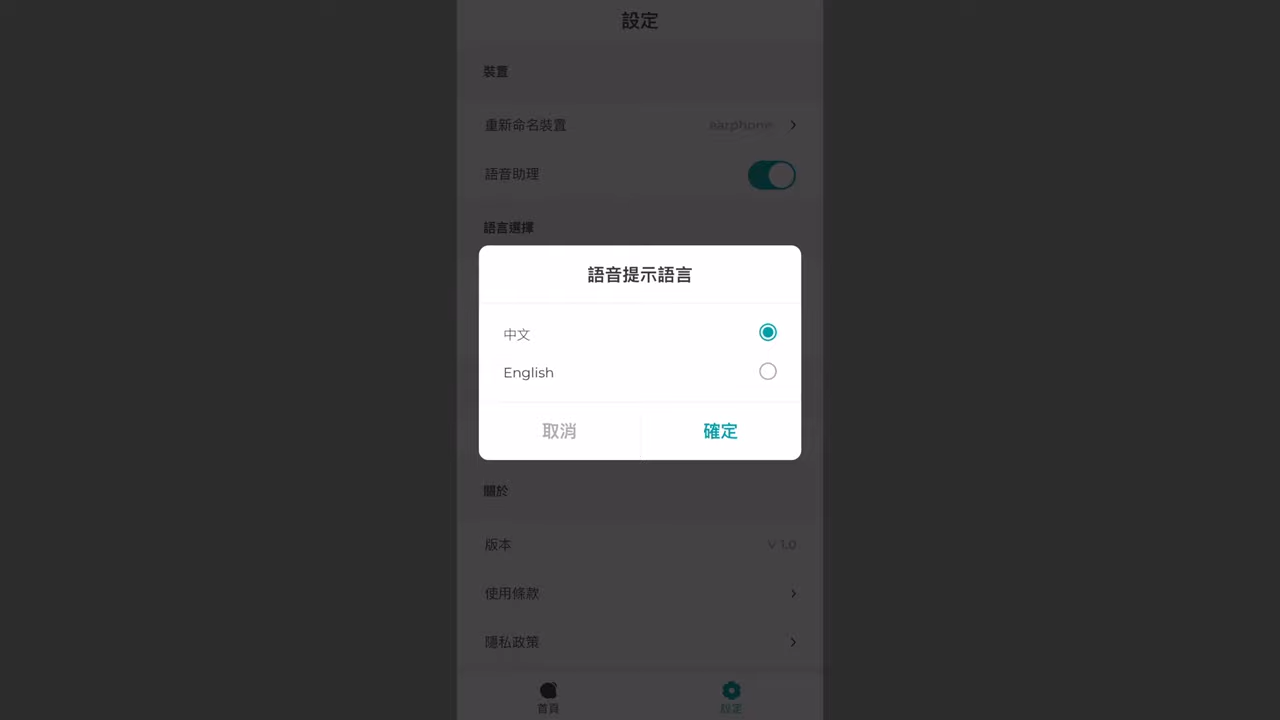 設定
裝置
重新命名裝置 earphone
語音助理
語言選擇
語音提示語言
中文
English
取消 確定
關於
版本 V 1.0
使用條款
隱私政策
首頁 設定